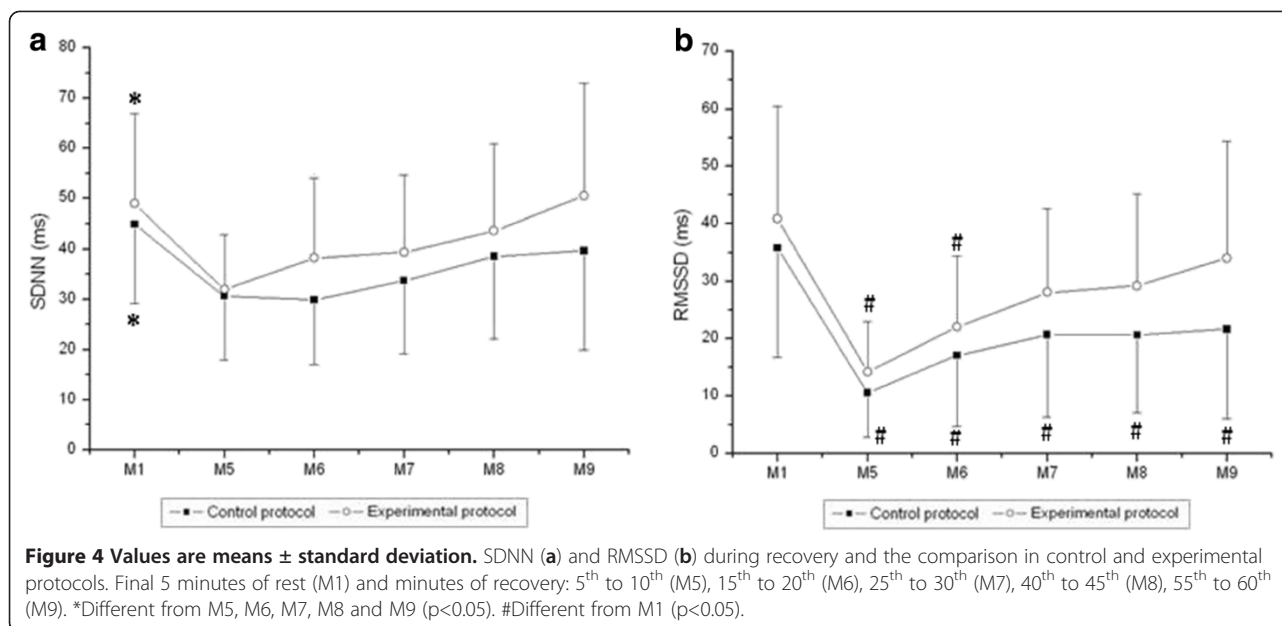 a
80
70
60
50
40
30
20
10
0
SDNN (ms)
*
*
M1 M5 M6 M7 M8 M9
Control protocol Experimental protocol
b
70
60
50
40
30
20
10
0
RMSSD (ms)
# #
# # # # #
M1 M5 M6 M7 M8 M9
Control protocol Experimental protocol
Figure 4 Values are means ± standard deviation. SDNN (a) and RMSSD (b) during recovery and the comparison in control and experimental
protocols. Final 5 minutes of rest (M1) and minutes of recovery: 5th to 10th (M5), 15th to 20th (M6), 25th to 30th (M7), 40th to 45th (M8), 55th to 60th
(M9). *Different from M5, M6, M7, M8 and M9 (p<0.05). #Different from M1 (p<0.05).